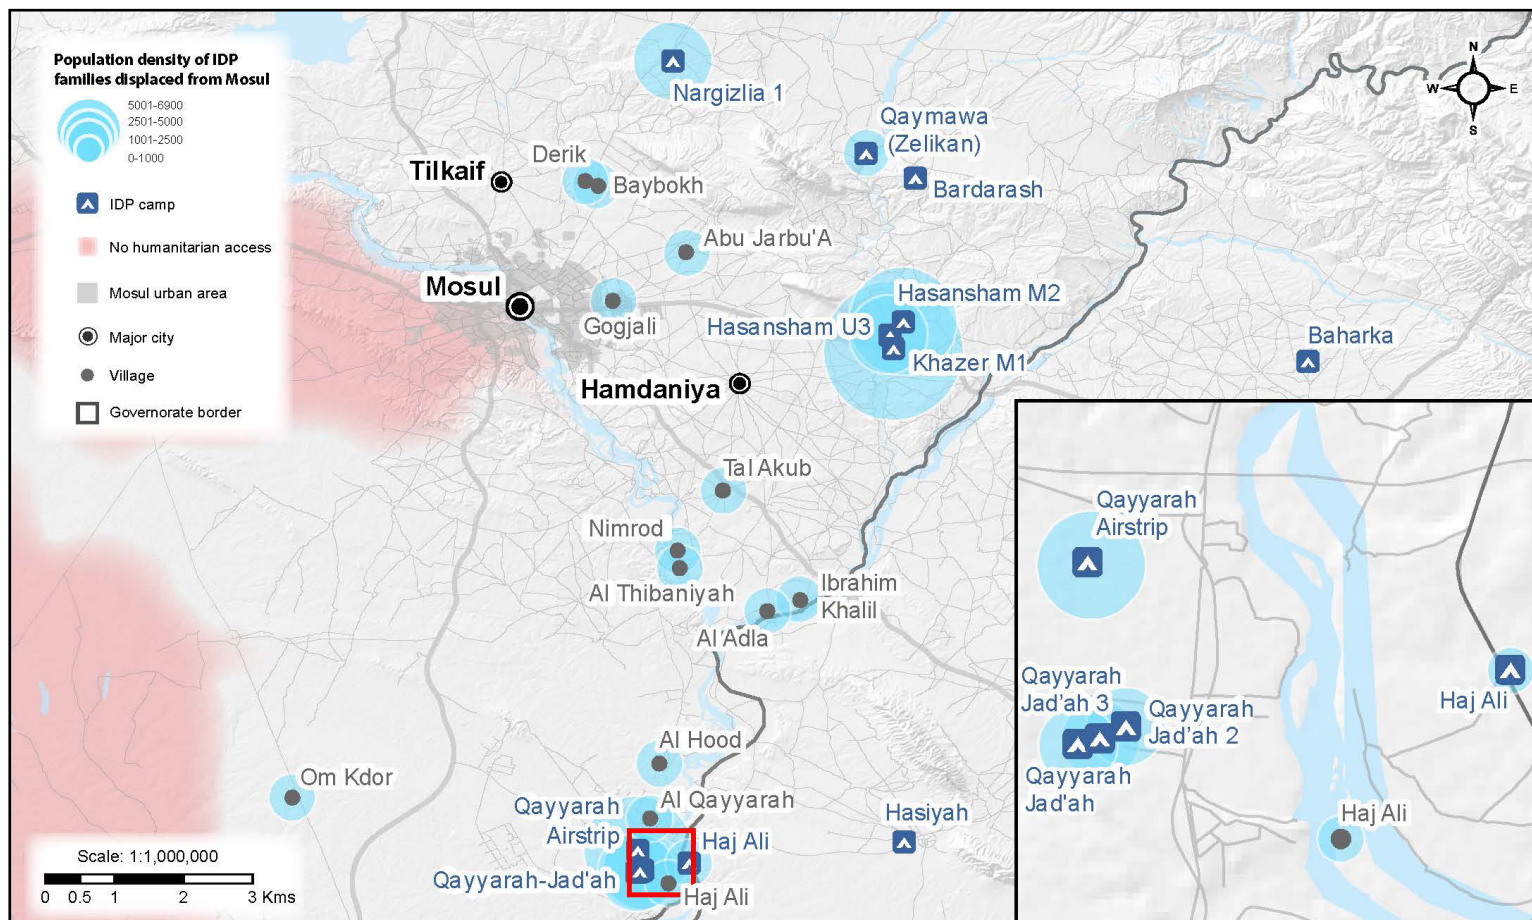 Population density of IDP
families displaced from Mosul
5001-6900
2501-5000
1001-2500
0-1000
IDP camp
No humanitarian access
Mosul urban area
Major city
Village
Governorate border
N
W
E
S
Nargizlia 1
Qaymawa
(Zelikan)
Bardarash
Derik
Baybokh
Tilkaif
Abu Jarbu'A
Mosul
Gogjali
Hasansham M2
Hasansham U3
Khazer M1
Baharka
Hamdaniya
Tal Akub
Nimrod
Al Thibaniyah
Ibrahim
Khalil
Al Adla
Al Hood
Om Kdor
Al Qayyarah
Qayyarah
Airstrip
Haj Ali
Qayyarah-Jad'ah
Haj Ali
Hasiyah
Scale: 1:1,000,000
0 0.5 1 2 3 Kms
Qayyarah
Airstrip
Qayyarah
Jad'ah 3
Qayyarah
Jad'ah 2
Qayyarah
Jad'ah
Haj Ali
Haj Ali